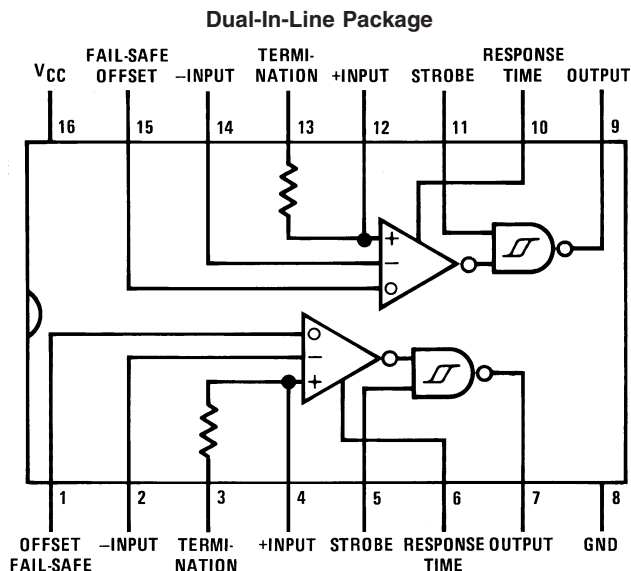 Dual-In-Line Package
VCC
FAIL-SAFE
OFFSET
–INPUT
TERMI-
NATION
+INPUT
STROBE
RESPONSE
TIME
OUTPUT
16
15
14
13
12
11
10
9
+
–
–
+
1
2
3
4
5
6
7
8
OFFSET
FAIL-SAFE
–INPUT
TERMI-
NATION
+INPUT
STROBE
RESPONSE
TIME
OUTPUT
GND